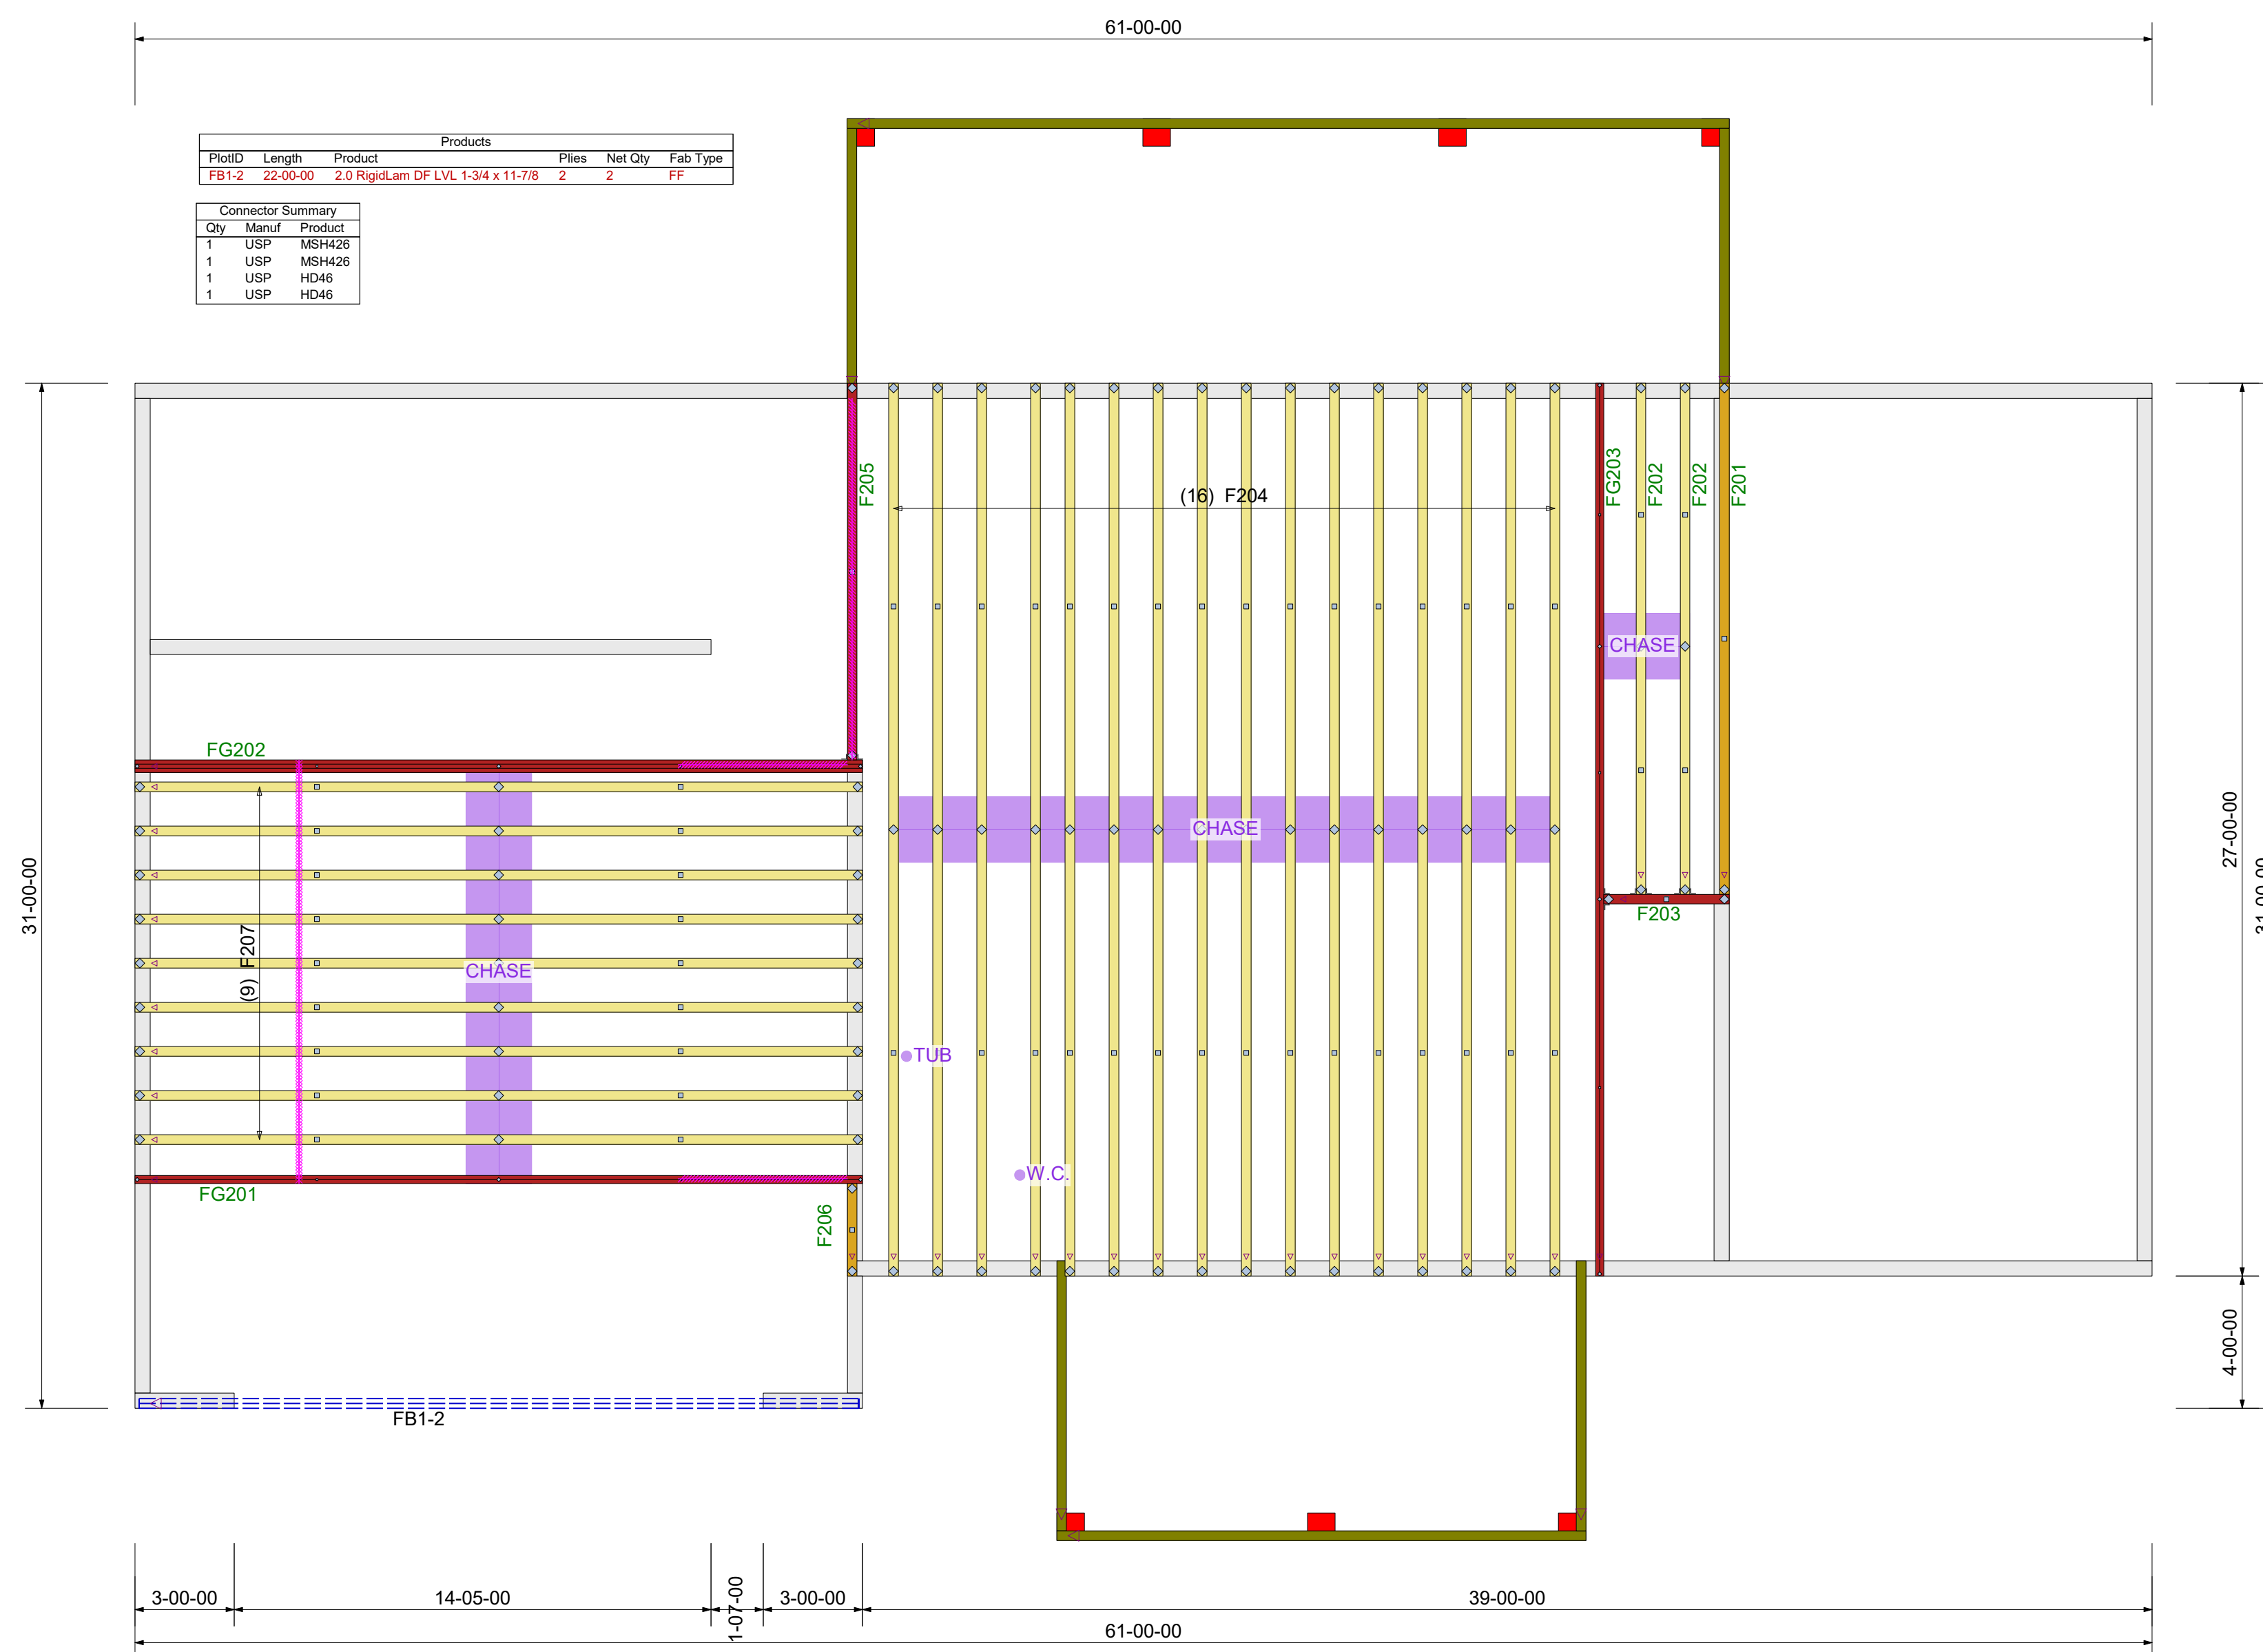 61-00-00
Products
PlotID Length Product Plies Net Qty Fab Type
FB1-2 22-00-00 2.0 RigidLam DF LVL 1-3/4 x 11-7/8 2 2 FF
Connector Summary
Qty Manuf Product
1 USP MSH426
1 USP MSH426
1 USP HD46
1 USP HD46
F205
(16) F204
FG203
F202
F202
F201
CHASE
FG202
CHASE
31-00-00
27-00-00
31-00-00
F203
(9) F207
CHASE
TUB
W.C.
FG201
F206
4-00-00
FB1-2
3-00-00
14-05-00
1-07-00
3-00-00
39-00-00
61-00-00